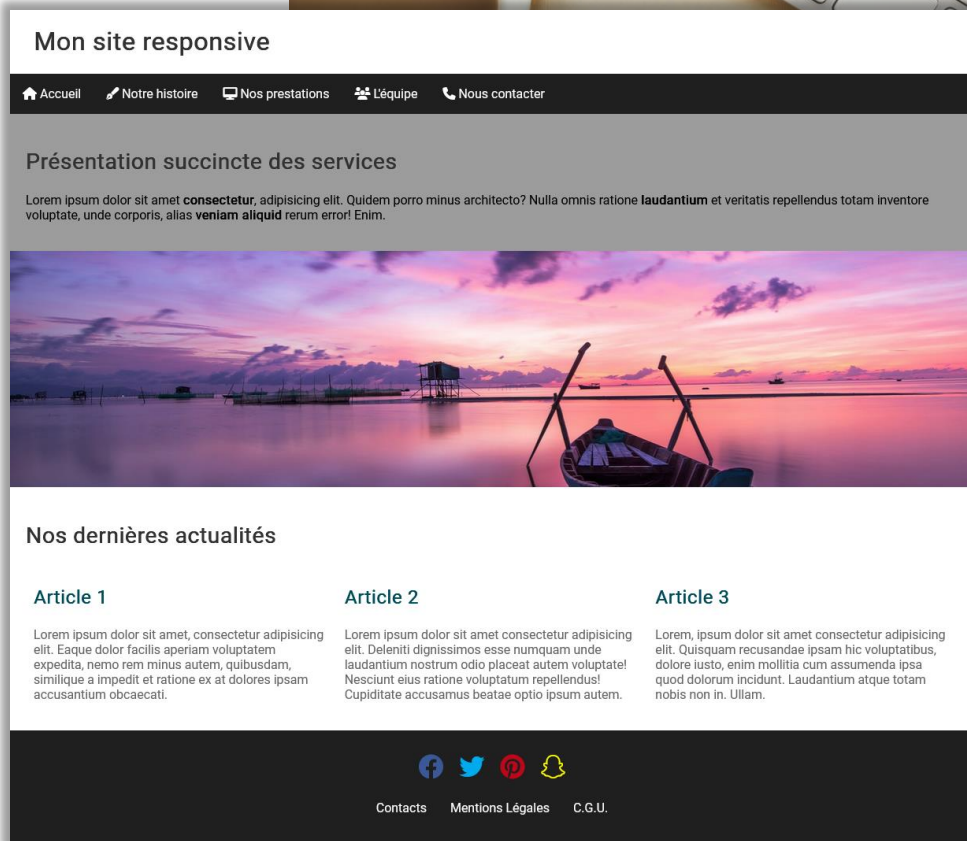 Mon site responsive
Accueil Notre histoire Nos prestations L'équipe Nous contacter
Présentation succincte des services
Lorem ipsum dolor sit amet consectetur, adipisicing elit. Quidem porro minus architecto? Nulla omnis ratione laudantium et veritatis repellendus totam inventore
voluptate, unde corporis, alias veniam aliquid rerum error! Enim.
Nos dernières actualités
Article 1
Lorem ipsum dolor sit amet, consectetur adipisicing
elit. Eaque dolor facilis aperiam voluptatem
expedita, nemo rem minus autem, quibusdam,
similique a impedit et ratione ex at dolores ipsam
accusantium obcaecati.
Article 2
Lorem ipsum dolor sit amet consectetur adipisicing
elit. Deleniti dignissimos esse numquam unde
laudantium nostrum odio placeat autem voluptate!
Nesciunt eius ratione voluptatum repellendus!
Cupiditate accusamus beatae optio ipsum autem.
Article 3
Lorem, ipsum dolor sit amet consectetur adipisicing
elit. Quisquam recusandae ipsam hic voluptatibus,
dolore iusto, enim mollitia cum assumenda ipsa
quod dolorum incidunt. Laudantium atque totam
nobis non in. Ullam.
Contacts Mentions Légales C.G.U.